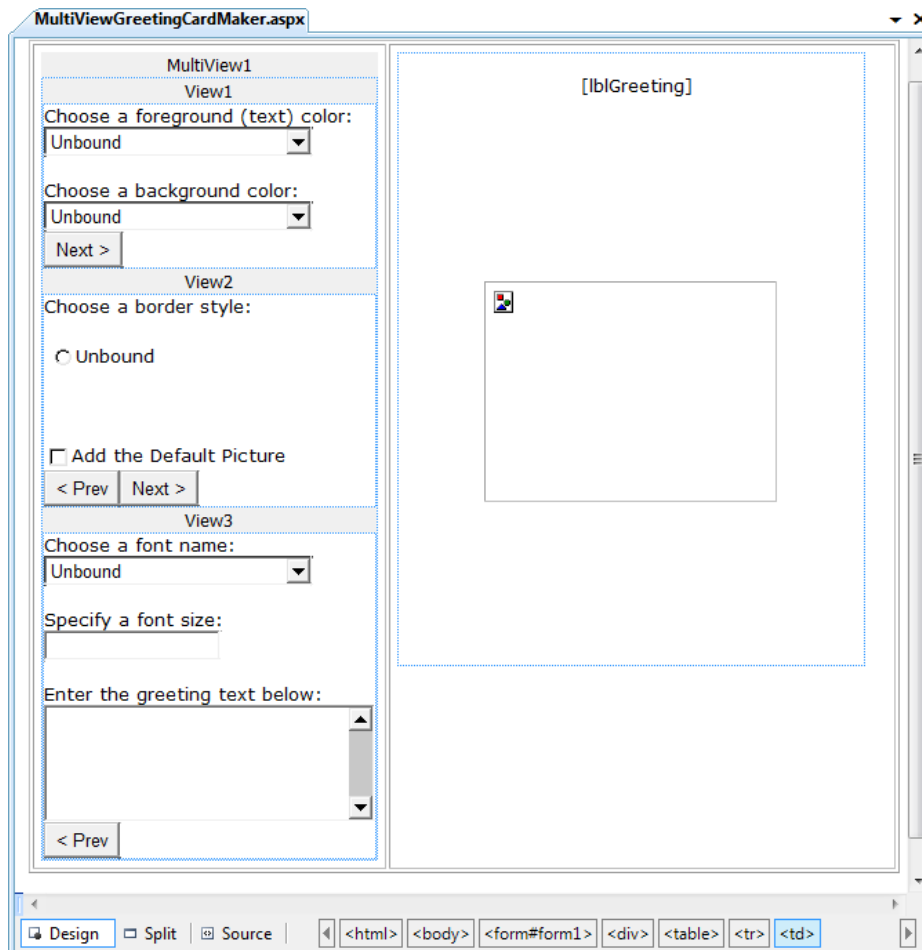 MultiViewGreetingCardMaker.aspx
MultiView1
View1
Choose a foreground (text) color:
Unbound
Choose a background color:
Unbound
Next >
View2
Choose a border style:
Unbound
Add the Default Picture
< Prev Next >
View3
Choose a font name:
Unbound
Specify a font size:
Enter the greeting text below:
< Prev
[lblGreeting]
Design Split Source <html> <body> <form#form1> <div> <table> <tr> <td>